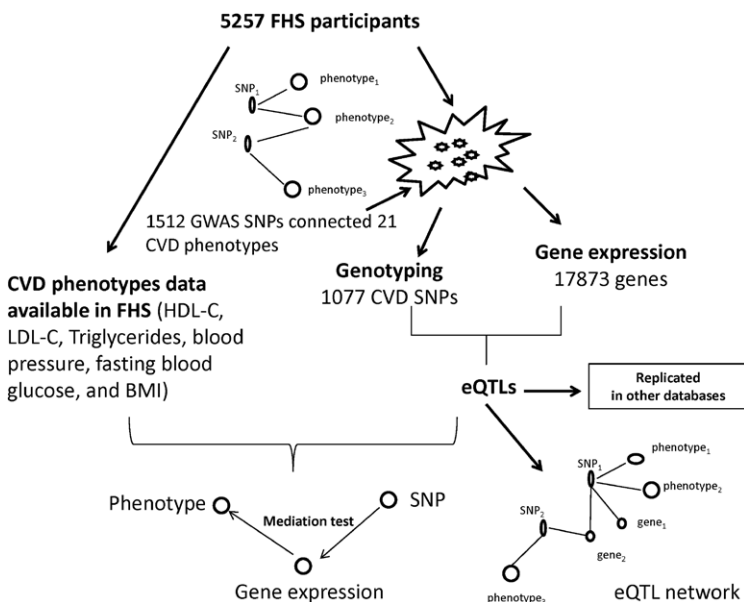 5257 FHS participants
phenotype₁
SNP₁
phenotype₂
SNP₂
phenotype₃
1512 GWAS SNPs connected 21
CVD phenotypes
Genotyping
1077 CVD SNPs
Gene expression
17873 genes
CVD phenotypes data
available in FHS (HDL-C,
LDL-C, Triglycerides, blood
pressure, fasting blood
glucose, and BMI)
eQTLs
Replicated
in other databases
Phenotype
Mediation test
SNP
Gene expression
phenotype₁
SNP₁
phenotype₂
SNP₂
gene₁
gene₂
phenotype₃
eQTL network